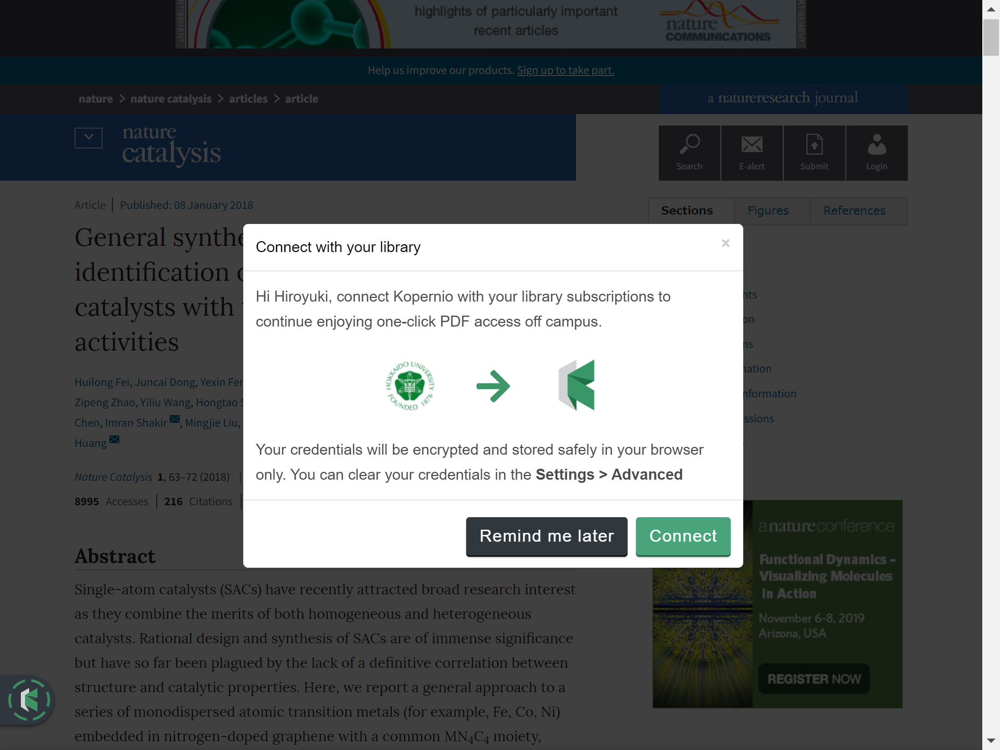 ADVERTISEMENT
highlights of particularly important
recent articles
nature
COMMUNICATIONS
Help us improve our products. Sign up to take part.
nature > nature catalysis > articles > article
a natureresearch journal
nature
catalysis
Search
E-alert
Submit
Login
Article
Published: 08 January 2018
Sections
Figures
References
General synthe
identification
catalysts with
activities
Connect with your library
×
Hi Hiroyuki, connect Kopernio with your library subscriptions to
continue enjoying one-click PDF access off campus.
HOKKAIDO UNIVERSITY
FOUNDED 1876
Your credentials will be encrypted and stored safely in your browser
only. You can clear your credentials in the Settings > Advanced
Remind me later
Connect
nts
on
ns
nation
nformation
ssions
Huilong Fei, Juncai Dong, Yexin Fer
Zipeng Zhao, Yiliu Wang, Hongtao
Chen, Imran Shakir, Mingjie Liu,
Huang
Nature Catalysis 1, 63–72 (2018)
8995 Accesses
216 Citations
Abstract
Single-atom catalysts (SACs) have recently attracted broad research interest
as they combine the merits of both homogeneous and heterogeneous
catalysts. Rational design and synthesis of SACs are of immense significance
but have so far been plagued by the lack of a definitive correlation between
structure and catalytic properties. Here, we report a general approach to a
series of monodispersed atomic transition metals (for example, Fe, Co, Ni)
embedded in nitrogen-doped graphene with a common MN4C4 moiety,
a natureconference
Functional Dynamics –
Visualizing Molecules
in Action
November 6-8, 2019
Arizona, USA
REGISTER NOW